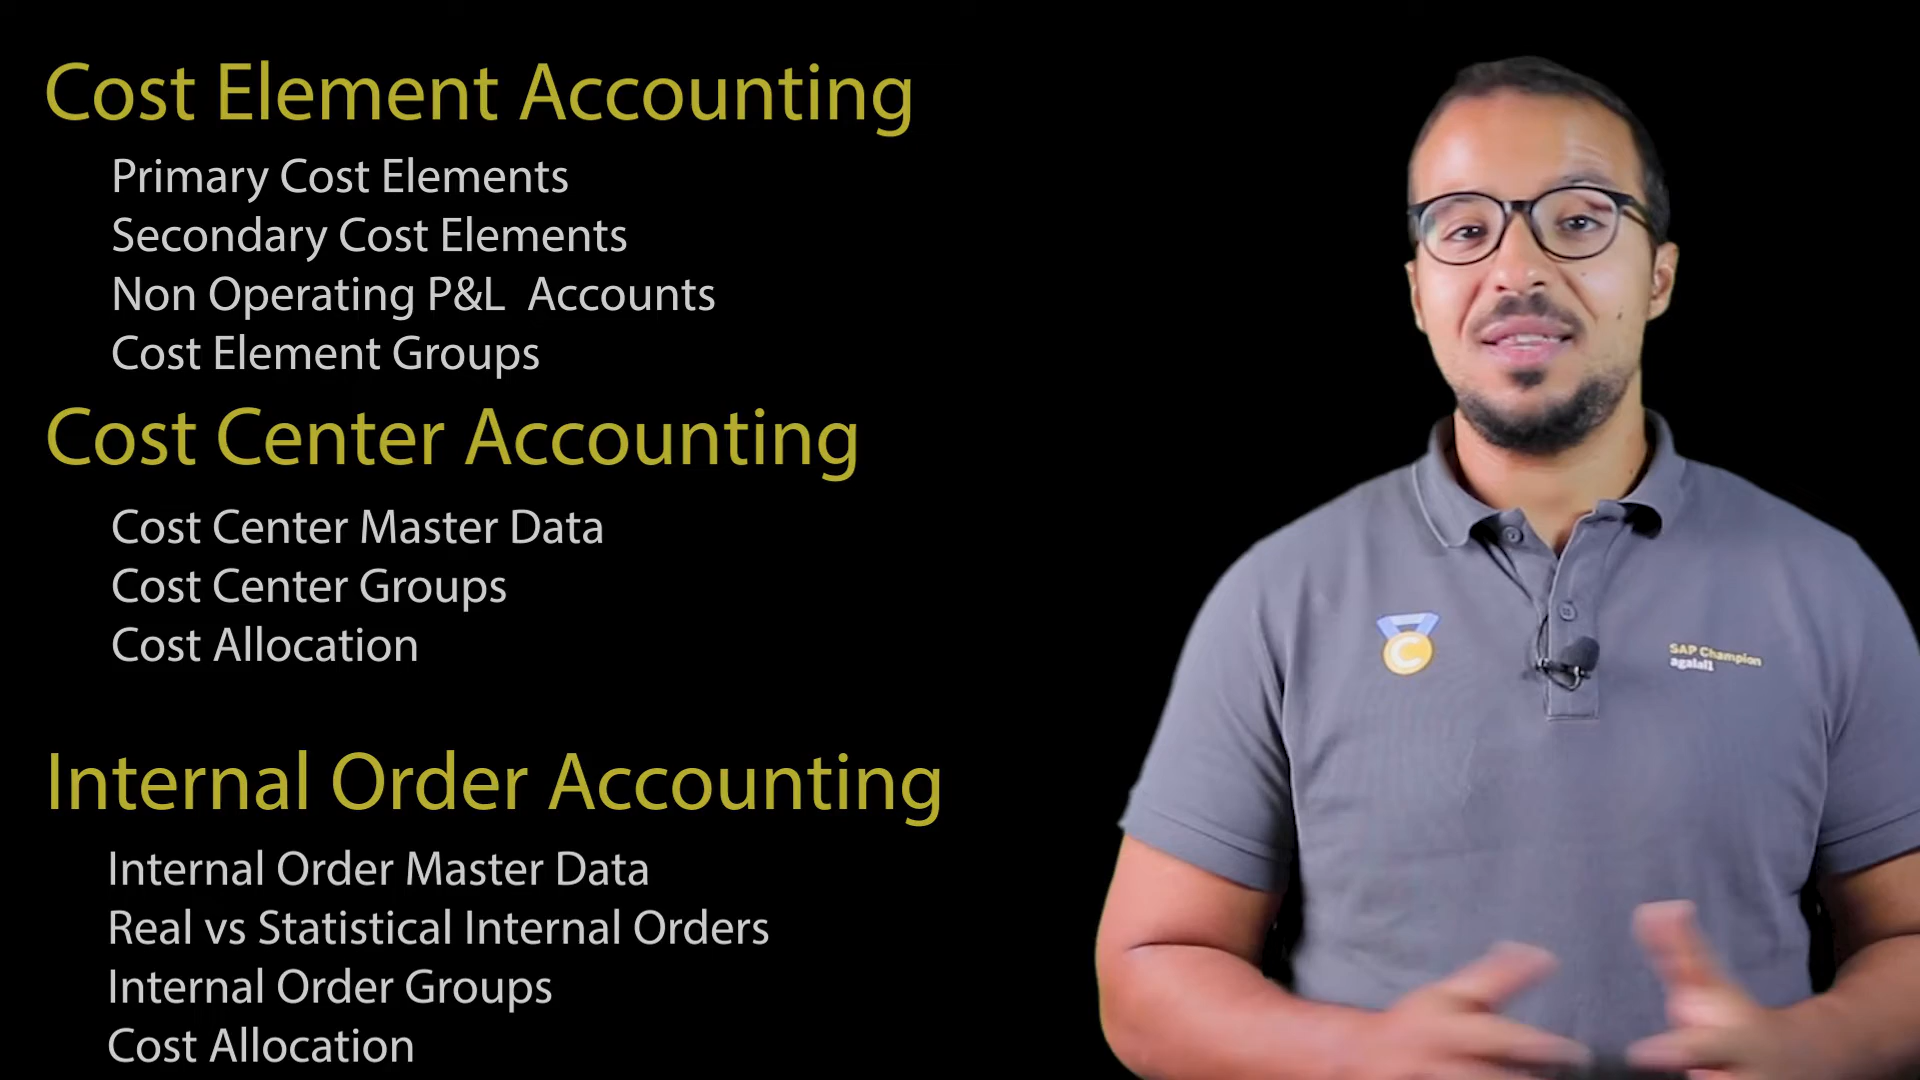 Cost Element Accounting
Primary Cost Elements
Secondary Cost Elements
Non Operating P&L Accounts
Cost Element Groups
Cost Center Accounting
Cost Center Master Data
Cost Center Groups
Cost Allocation
Internal Order Accounting
Internal Order Master Data
Real vs Statistical Internal Orders
Internal Order Groups
Cost Allocation
C
SAP Champion
agalal1